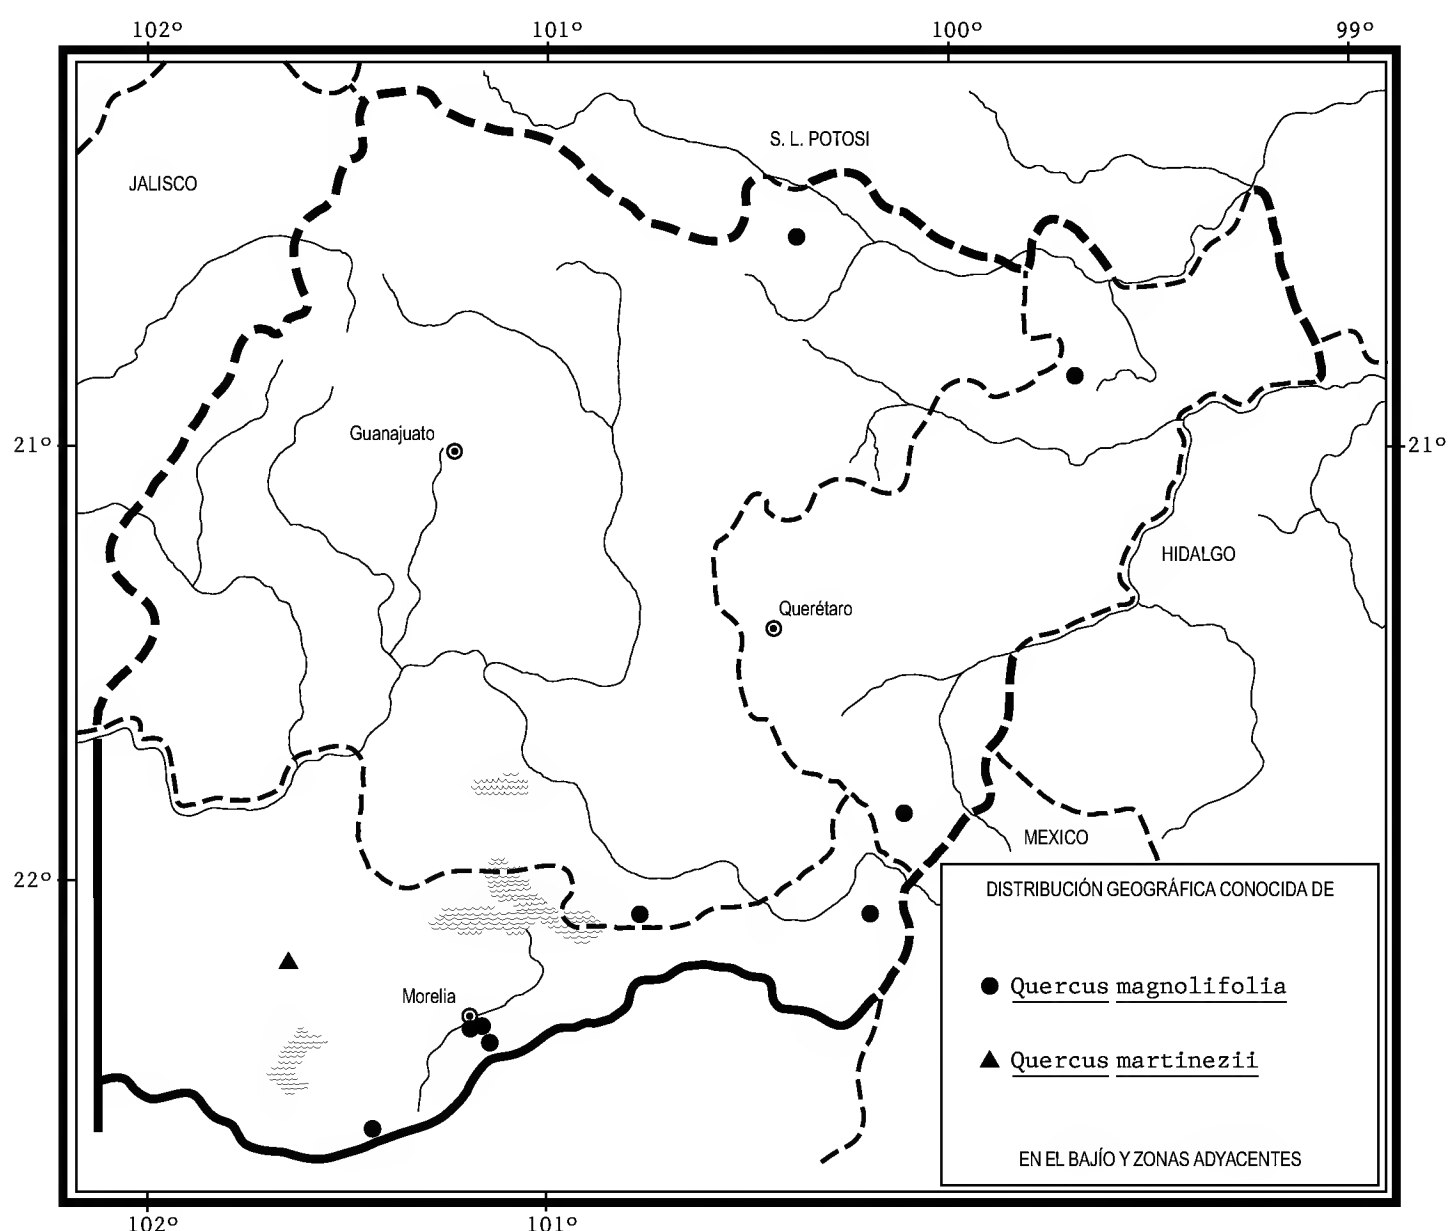 102º 101º 100º 99º
S. L. POTOSI
JALISCO
Guanajuato
21º 21º
HIDALGO
Querétaro
MEXICO
22º
DISTRIBUCIÓN GEOGRÁFICA CONOCIDA DE
Quercus magnolifolia
Morelia
Quercus martinezii
EN EL BAJÍO Y ZONAS ADYACENTES
102º 101º